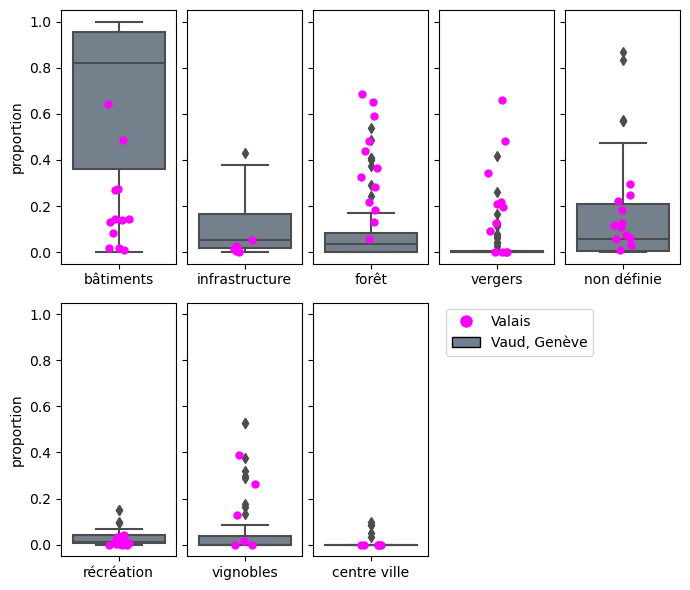 proportion
1.0
0.8
0.6
0.4
0.2
0.0
bâtiments
infrastructure
forêt
vergers
non définie
proportion
1.0
0.8
0.6
0.4
0.2
0.0
récréation
vignobles
centre ville
Valais
Vaud, Genève